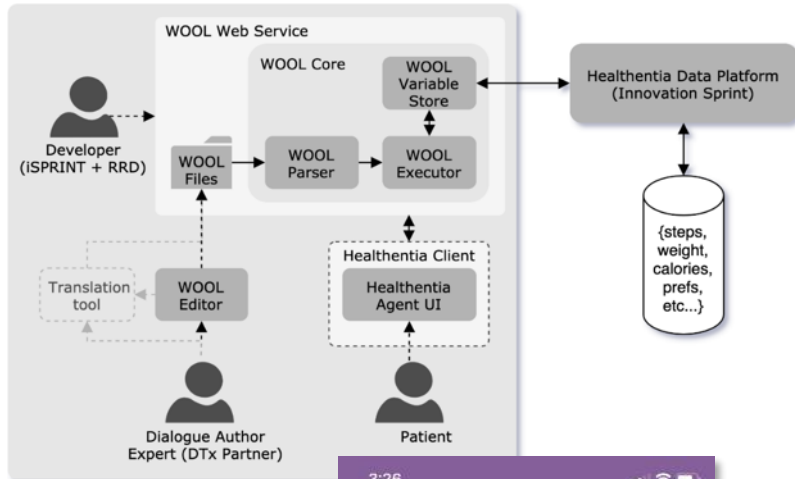 WOOL Web Service
WOOL Core
WOOL
Variable
Store
Healthentia Data Platform
(Innovation Sprint)
Developer
(iSPRINT + RRD)
WOOL
Files
WOOL
Parser
WOOL
Executor
{steps,
weight,
calories,
prefs,
etc...}
Healthentia Client
Translation
tool
WOOL
Editor
Healthentia
Agent UI
Dialogue Author
Expert (DTx Partner)
Patient
3:26